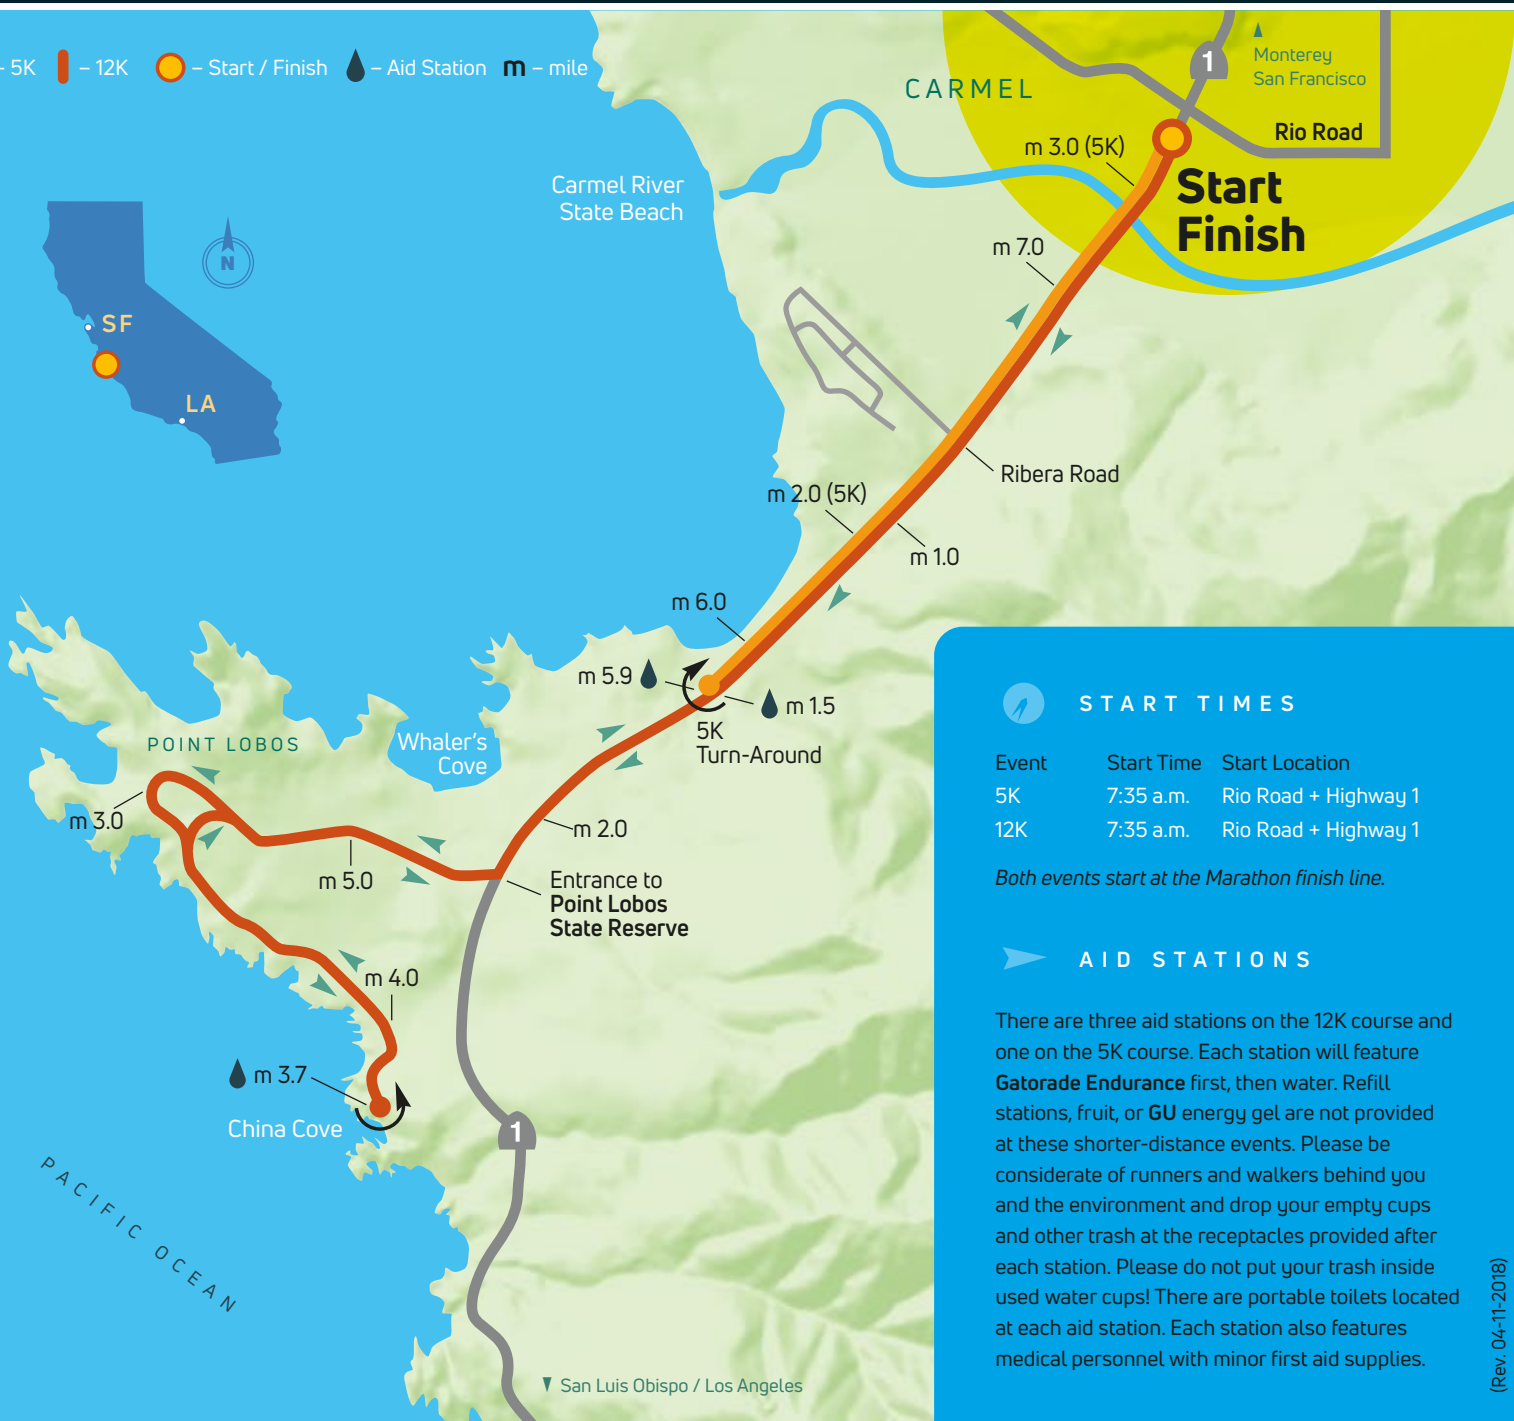 - 5K – 12K – Start / Finish – Aid Station m – mile
1
Monterey
San Francisco
CARMEL
Rio Road
m 3.0 (5K)
Start
Finish
Carmel River
State Beach
m 7.0
N
SF
LA
Ribera Road
m 2.0 (5K)
m 1.0
m 6.0
m 5.9
m 1.5
5K
Turn-Around
Whaler's
Cove
POINT LOBOS
m 3.0
m 2.0
m 5.0
Entrance to
Point Lobos
State Reserve
m 4.0
m 3.7
China Cove
1
PACIFIC OCEAN
San Luis Obispo / Los Angeles
START TIMES
Event Start Time Start Location
5K 7:35 a.m. Rio Road + Highway 1
12K 7:35 a.m. Rio Road + Highway 1
Both events start at the Marathon finish line.
AID STATIONS
There are three aid stations on the 12K course and
one on the 5K course. Each station will feature
Gatorade Endurance first, then water. Refill
stations, fruit, or GU energy gel are not provided
at these shorter-distance events. Please be
considerate of runners and walkers behind you
and the environment and drop your empty cups
and other trash at the receptacles provided after
each station. Please do not put your trash inside
used water cups! There are portable toilets located
at each aid station. Each station also features
medical personnel with minor first aid supplies.
(Rev. 04-11-2018)